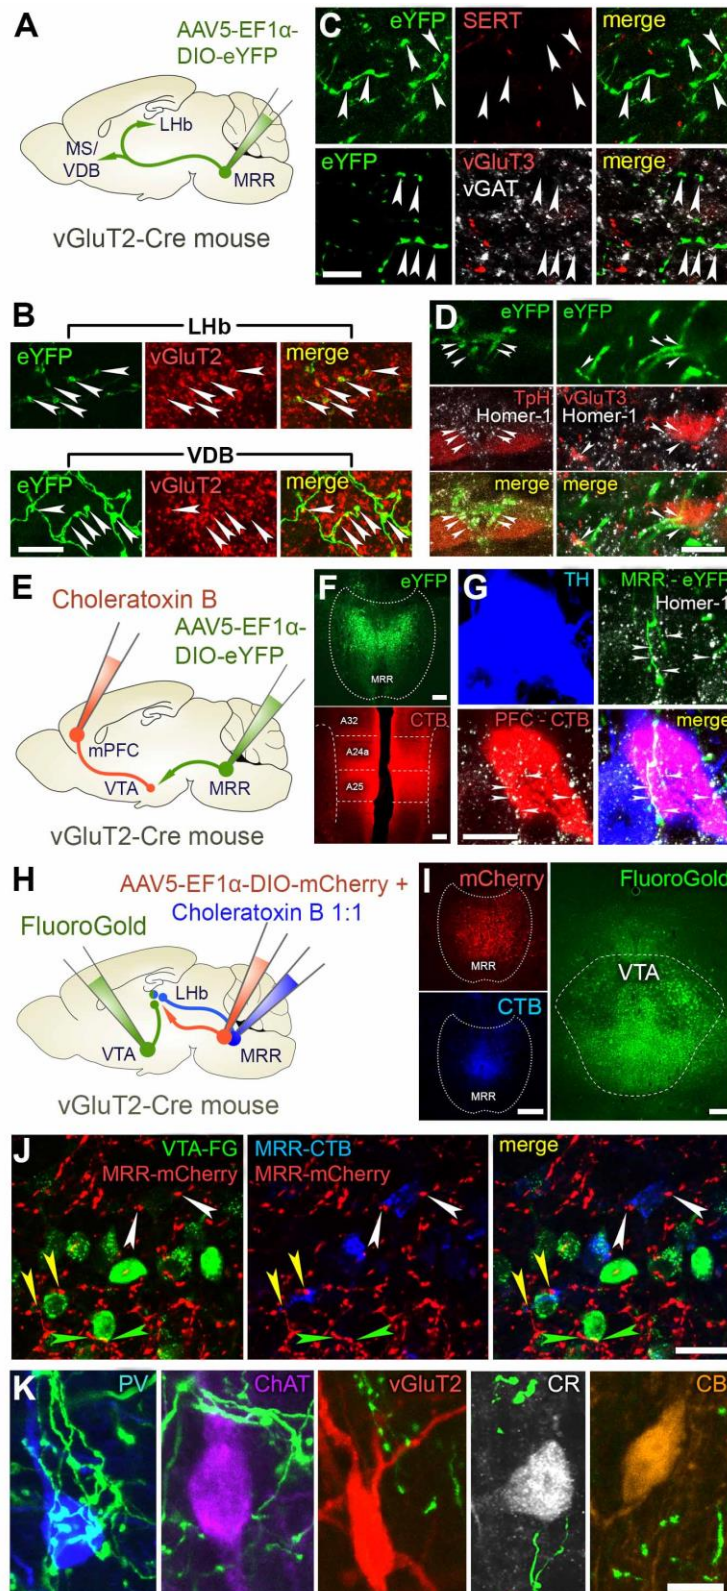 A
AAV5-EF1α-
DIO-eYFP
LHb
MS/
VDB
MRR
vGluT2-Cre mouse
C
eYFP
SERT
merge
eYFP
vGluT3
vGAT
merge
B
LHb
eYFP
vGluT2
merge
VDB
eYFP
vGluT2
merge
D
eYFP
eYFP
TpH
Homer-1
vGluT3
Homer-1
merge
merge
E
Choleratoxin B
AAV5-EF1α-
DIO-eYFP
mPFC
VTA
MRR
vGluT2-Cre mouse
F
eYFP
MRR
CTB
A32
A24a
A25
G
TH
MRR - eYFP
Homer-1
PFC - CTB
merge
H
AAV5-EF1α-DIO-mCherry +
Choleratoxin B 1:1
FluoroGold
LHb
VTA
MRR
vGluT2-Cre mouse
I
mCherry
MRR
CTB
MRR
FluoroGold
VTA
J
VTA-FG
MRR-mCherry
MRR-CTB
MRR-mCherry
merge
K
PV
ChAT
vGluT2
CR
CB